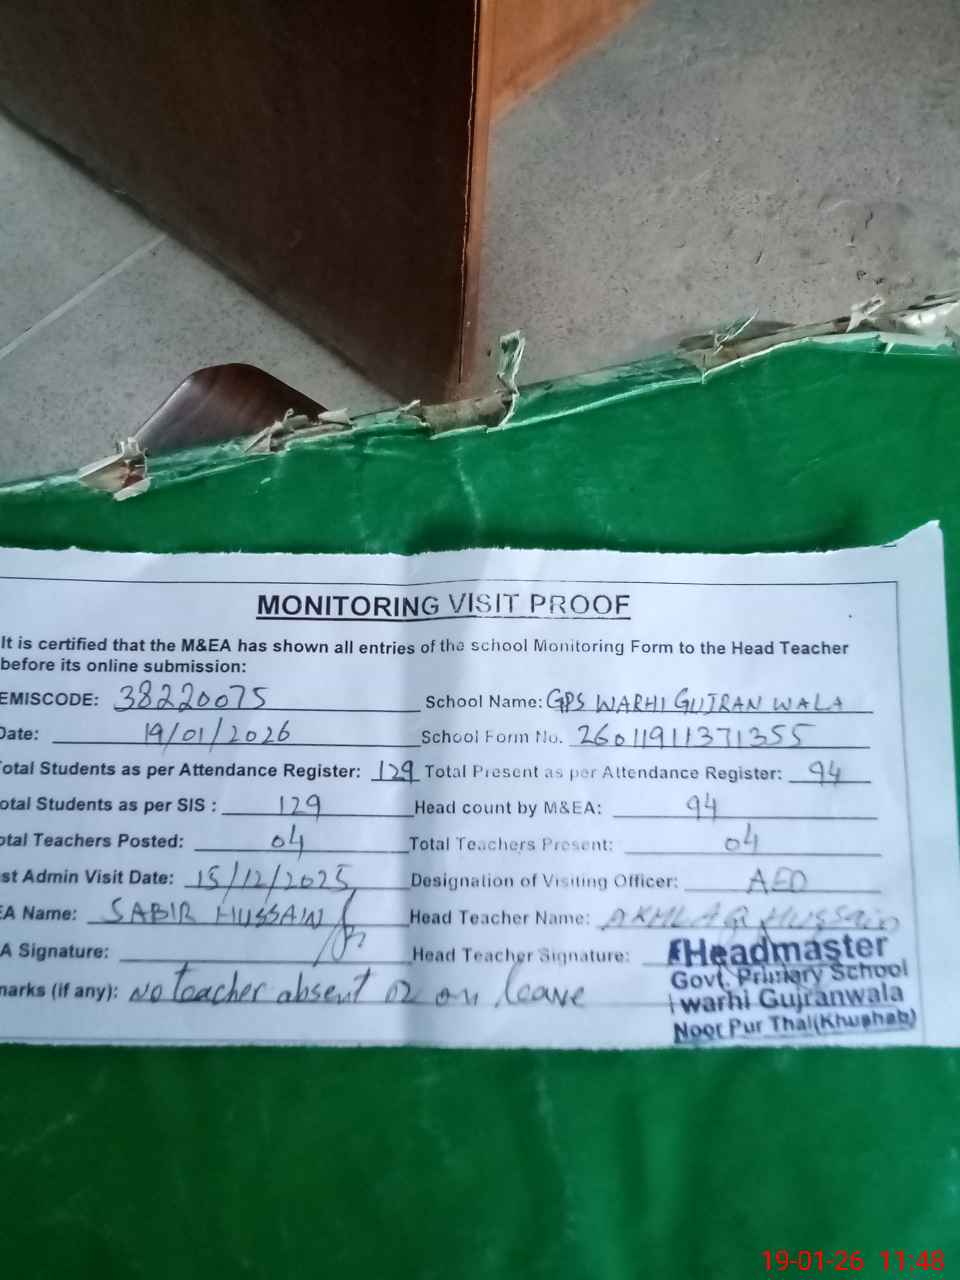 MONITORING VISIT PROOF
It is certified that the M&EA has shown all entries of the school Monitoring Form to the Head Teacher
before its online submission:
EMISCODE: 38220075 School Name: GPS WARHI GUJRAN WALA
Date: 19/01/2026 School Form No. 26011911371355
otal Students as per Attendance Register: 129 Total Present as per Attendance Register: 94
otal Students as per SIS : 129 Head count by M&EA: 94
otal Teachers Posted: 04 Total Teachers Present: 04
st Admin Visit Date: 15/12/2025 Designation of Visiting Officer: AEO
EA Name: SABIR HUSSAIN Head Teacher Name: AKHLAQ HUSSAIN
A Signature: Head Teacher Signature:
marks (if any): No teacher absent or on leave
Headmaster
Govt. Primary School
warhi Gujranwala
Noor Pur Thal(Khushab)
19-01-26 11:48